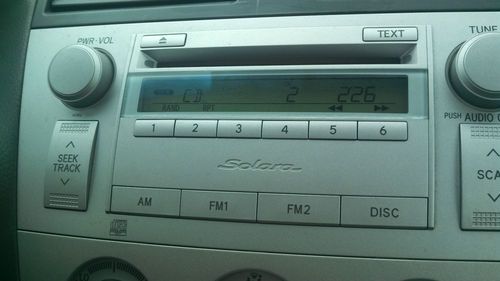 PWR·VOL
TEXT
TUNE
CD 2 226
RAND RPT
PUSH AUDIO
1 2 3 4 5 6
SEEK
TRACK
SCA
Solara
AM FM1 FM2 DISC